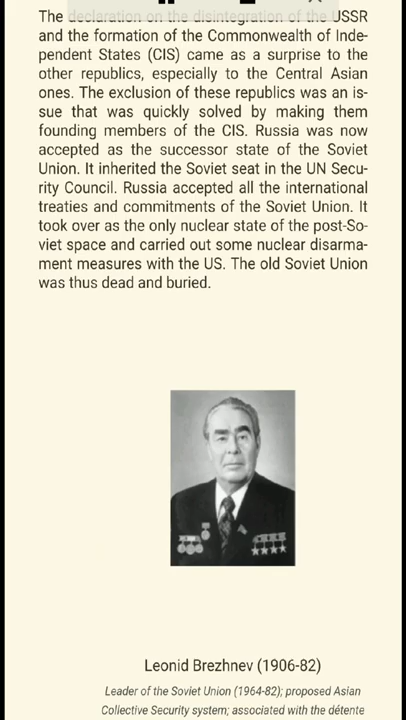 The declaration on the disintegration of the USSR
and the formation of the Commonwealth of Inde-
pendent States (CIS) came as a surprise to the
other republics, especially to the Central Asian
ones. The exclusion of these republics was an is-
sue that was quickly solved by making them
founding members of the CIS. Russia was now
accepted as the successor state of the Soviet
Union. It inherited the Soviet seat in the UN Secu-
rity Council. Russia accepted all the international
treaties and commitments of the Soviet Union. It
took over as the only nuclear state of the post-So-
viet space and carried out some nuclear disarma-
ment measures with the US. The old Soviet Union
was thus dead and buried.
Leonid Brezhnev (1906-82)
Leader of the Soviet Union (1964-82); proposed Asian
Collective Security system; associated with the détente